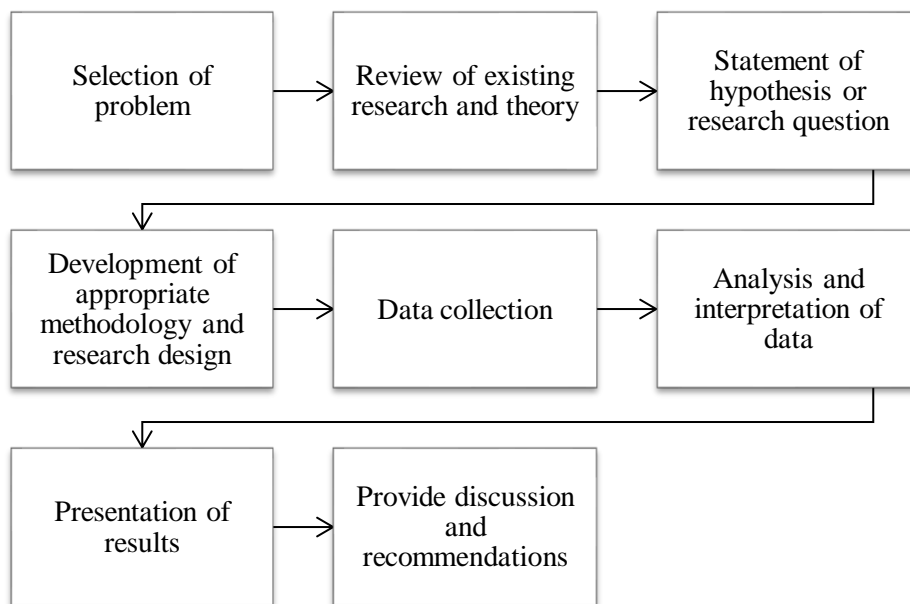 Selection of
problem
Review of existing
research and theory
Statement of
hypothesis or
research question
Development of
appropriate
methodology and
research design
Data collection
Analysis and
interpretation of
data
Presentation of
results
Provide discussion
and
recommendations